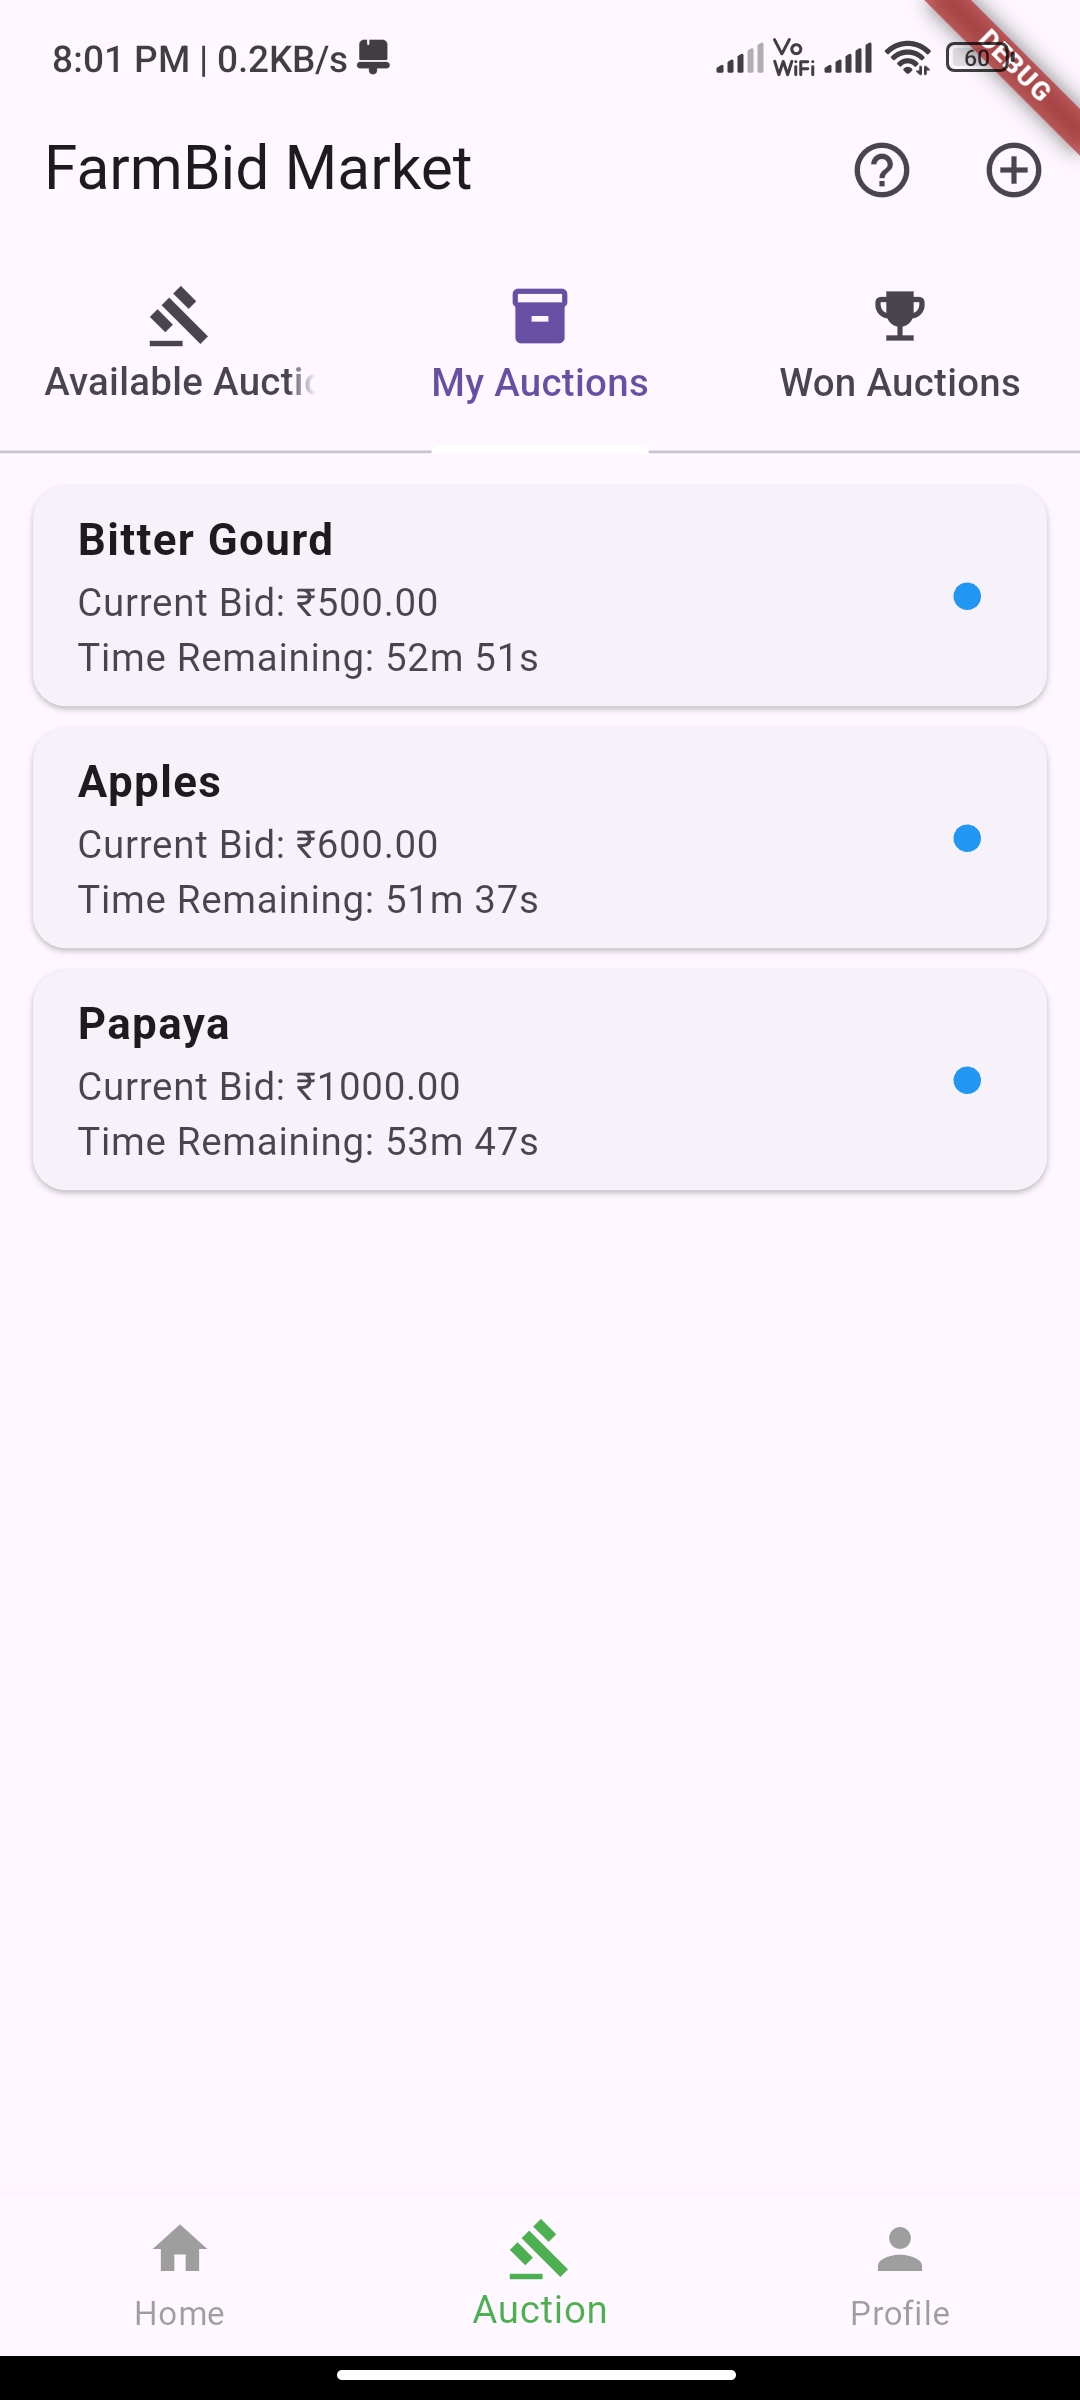 8:01 PM | 0.2KB/s
Vo
WiFi
60
DEBUG
FarmBid Market
Available Auctio
My Auctions
Won Auctions
Bitter Gourd
Current Bid: ₹500.00
Time Remaining: 52m 51s
Apples
Current Bid: ₹600.00
Time Remaining: 51m 37s
Papaya
Current Bid: ₹1000.00
Time Remaining: 53m 47s
Home
Auction
Profile